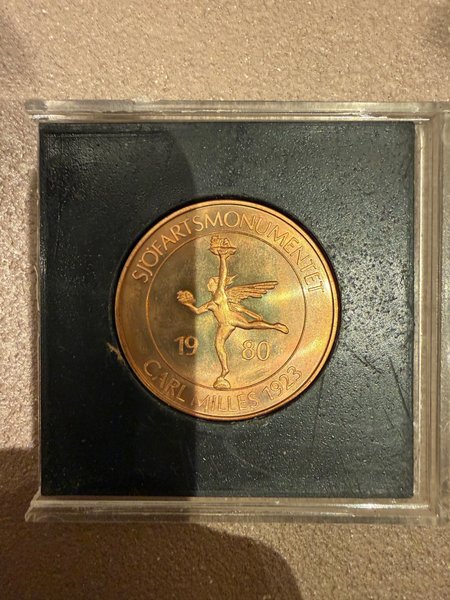 SJÖFARTSMONUMENTET
19 80
CARL MILLES 1923